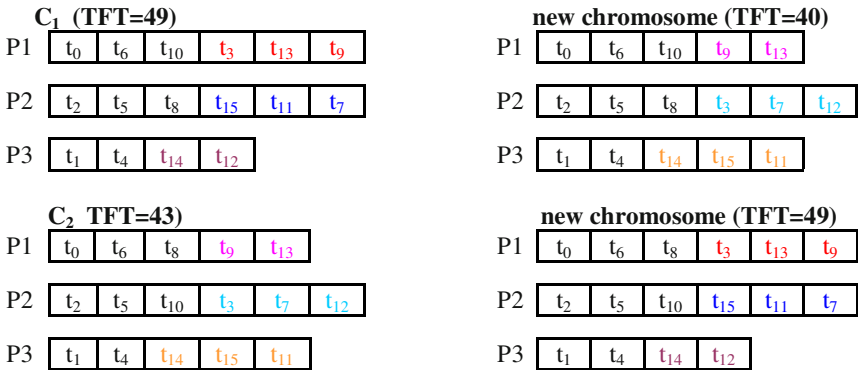 C₁ (TFT=49) new chromosome (TFT=40)
P1 t₀ t₆ t₁₀ t₃ t₁₃ t₉ P1 t₀ t₆ t₁₀ t₉ t₁₃
P2 t₂ t₅ t₈ t₁₅ t₁₁ t₇ P2 t₂ t₅ t₈ t₃ t₇ t₁₂
P3 t₁ t₄ t₁₄ t₁₂ P3 t₁ t₄ t₁₄ t₁₅ t₁₁
C₂ TFT=43) new chromosome (TFT=49)
P1 t₀ t₆ t₈ t₉ t₁₃ P1 t₀ t₆ t₈ t₃ t₁₃ t₉
P2 t₂ t₅ t₁₀ t₃ t₇ t₁₂ P2 t₂ t₅ t₁₀ t₁₅ t₁₁ t₇
P3 t₁ t₄ t₁₄ t₁₅ t₁₁ P3 t₁ t₄ t₁₄ t₁₂